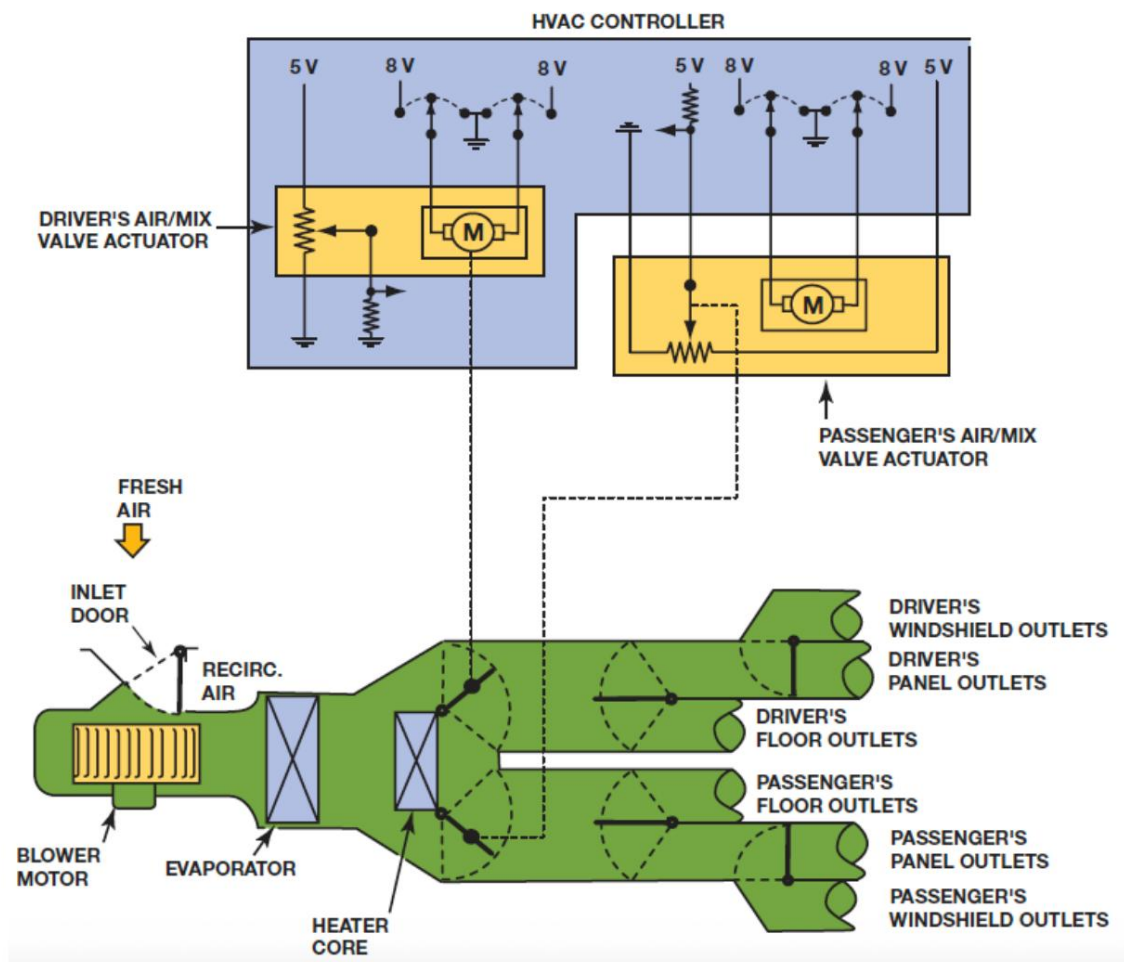 HVAC CONTROLLER
5 V
8 V
8 V
5 V
8 V
8 V
5 V
DRIVER'S AIR/MIX
VALVE ACTUATOR
M
M
PASSENGER'S AIR/MIX
VALVE ACTUATOR
FRESH
AIR
INLET
DOOR
RECIRC.
AIR
DRIVER'S
WINDSHIELD OUTLETS
DRIVER'S
PANEL OUTLETS
DRIVER'S
FLOOR OUTLETS
PASSENGER'S
FLOOR OUTLETS
PASSENGER'S
PANEL OUTLETS
PASSENGER'S
WINDSHIELD OUTLETS
BLOWER
MOTOR
EVAPORATOR
HEATER
CORE